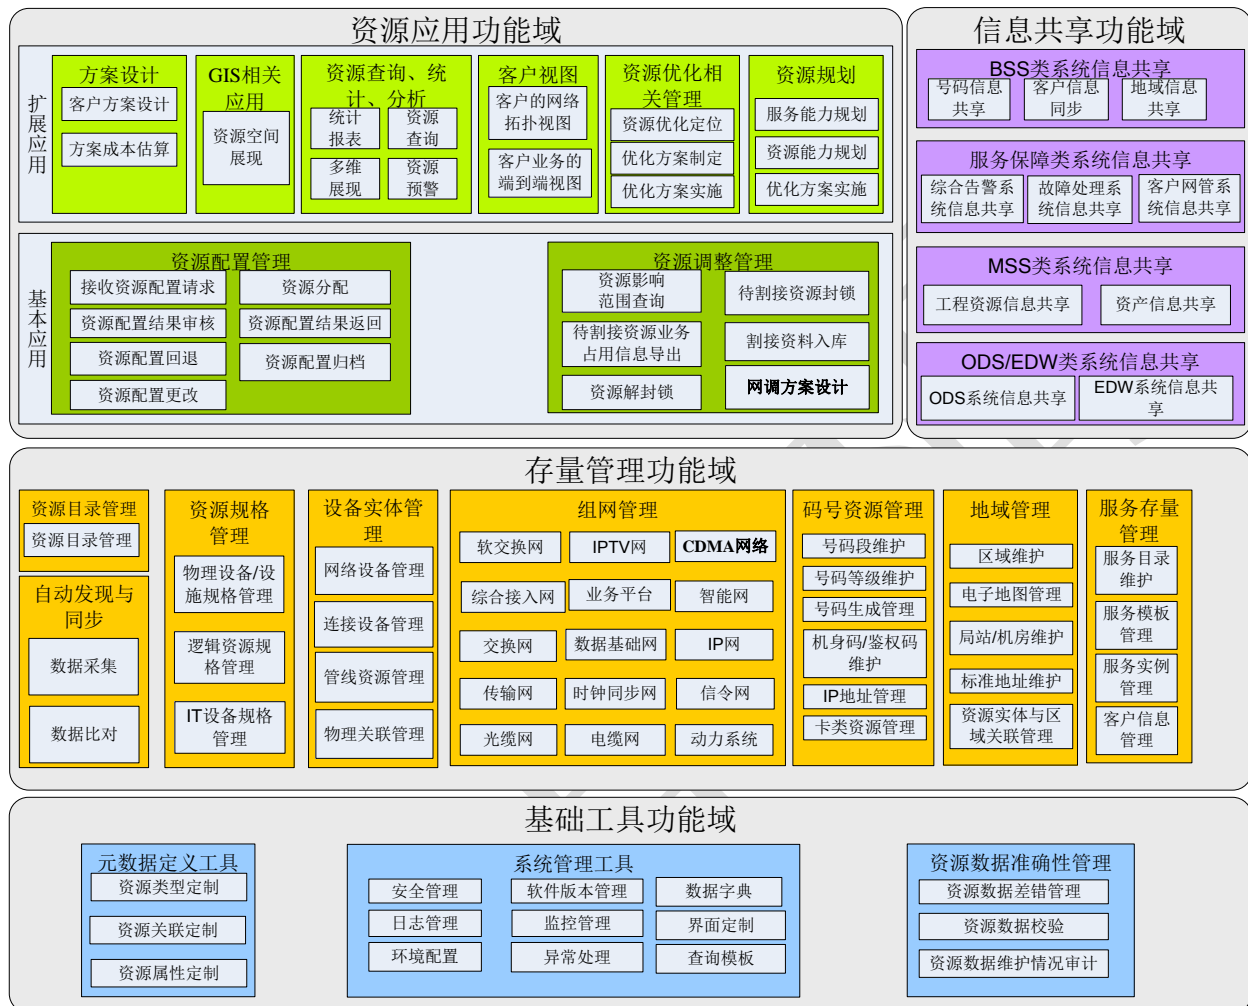 资源应用功能域
扩展应用
方案设计
客户方案设计
方案成本估算
GIS相关
应用
资源空间
展现
资源查询、统
计、分析
统计
报表
资源
查询
多维
展现
资源
预警
客户视图
客户的网络
拓扑视图
客户业务的
端到端视图
资源优化相
关管理
资源优化定位
优化方案制定
优化方案实施
资源规划
服务能力规划
资源能力规划
优化方案实施
基本应用
资源配置管理
接收资源配置请求
资源分配
资源配置结果审核
资源配置结果返回
资源配置回退
资源配置归档
资源配置更改
资源调整管理
资源影响
范围查询
待割接资源封锁
待割接资源业务
占用信息导出
割接资料入库
资源解封锁
网调方案设计
信息共享功能域
BSS类系统信息共享
号码信息
共享
客户信息
同步
地域信息
共享
服务保障类系统信息共享
综合告警系
统信息共享
故障处理系
统信息共享
客户网管系
统信息共享
MSS类系统信息共享
工程资源信息共享
资产信息共享
ODS/EDW类系统信息共享
ODS系统信息共享
EDW系统信息共
享
存量管理功能域
资源目录管理
资源目录管理
自动发现与
同步
数据采集
数据比对
资源规格
管理
物理设备/设
施规格管理
逻辑资源规
格管理
IT设备规格
管理
设备实体管
理
网络设备管理
连接设备管理
管线资源管理
物理关联管理
组网管理
软交换网
IPTV网
CDMA网络
综合接入网
业务平台
智能网
交换网
数据基础网
IP网
传输网
时钟同步网
信令网
光缆网
电缆网
动力系统
码号资源管理
号码段维护
号码等级维护
号码生成管理
机身码/鉴权码
维护
IP地址管理
卡类资源管理
地域管理
区域维护
电子地图管理
局站/机房维护
标准地址维护
资源实体与区
域关联管理
服务存量
管理
服务目录
维护
服务模板
管理
服务实例
管理
客户信息
管理
基础工具功能域
元数据定义工具
资源类型定制
资源关联定制
资源属性定制
系统管理工具
安全管理
软件版本管理
数据字典
日志管理
监控管理
界面定制
环境配置
异常处理
查询模板
资源数据准确性管理
资源数据差错管理
资源数据校验
资源数据维护情况审计